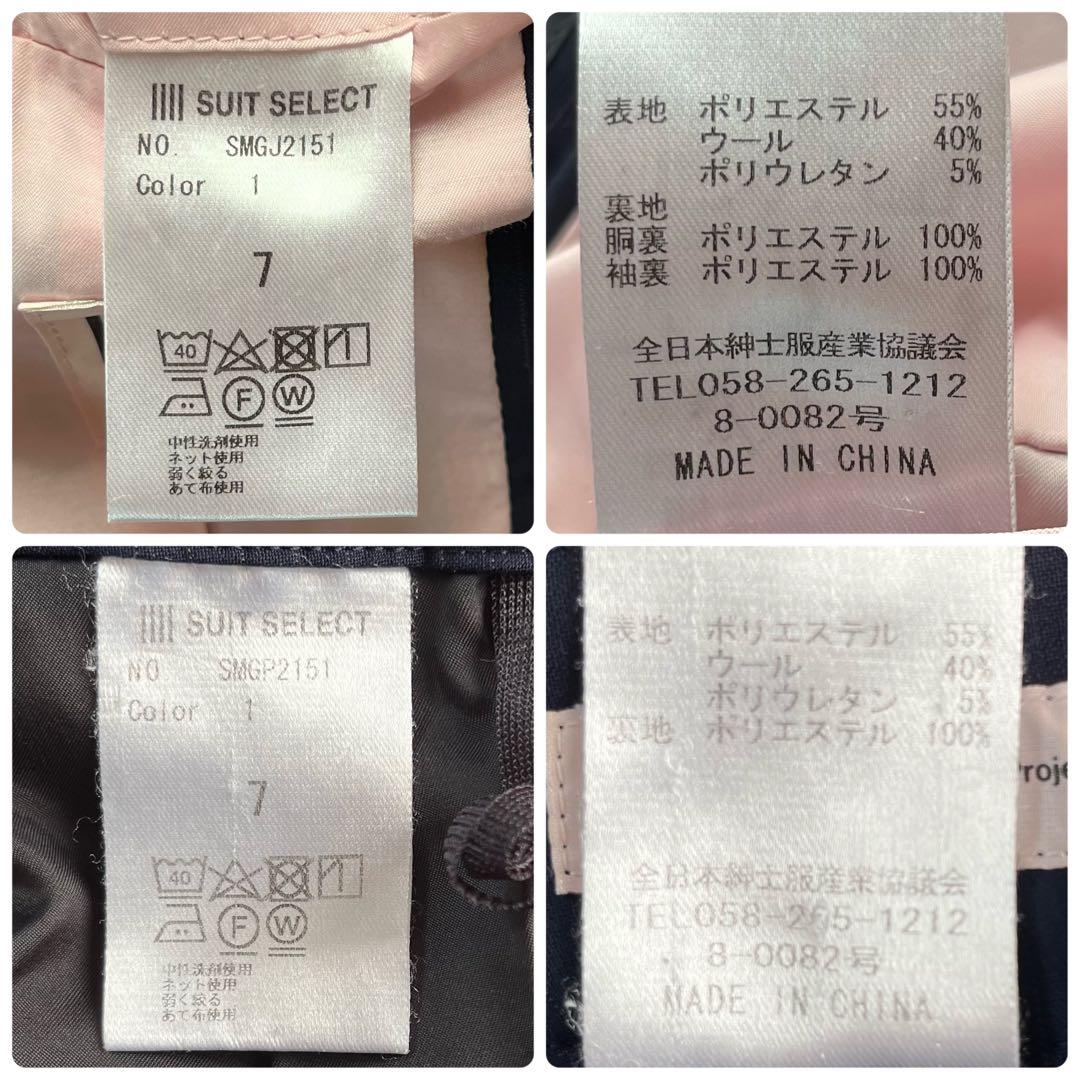 SUIT SELECT
NO. SMGJ2151
Color 1
7
40
F W
中性洗剤使用
ネット使用
弱く絞る
あて布使用
表地 ポリエステル 55%
ウール 40%
ポリウレタン 5%
裏地
胴裏 ポリエステル 100%
袖裏 ポリエステル 100%
全日本紳士服産業協議会
TEL058-265-1212
8-0082号
MADE IN CHINA
SUIT SELECT
NO SMGP2151
Color 1
7
40
F W
中性洗剤使用
ネット使用
弱く絞る
あて布使用
表地 ポリエステル 55%
ウール 40%
ポリウレタン 5%
裏地 ポリエステル 100%
全日本紳士服産業協議会
TEL058-265-1212
8-0082号
MADE IN CHINA